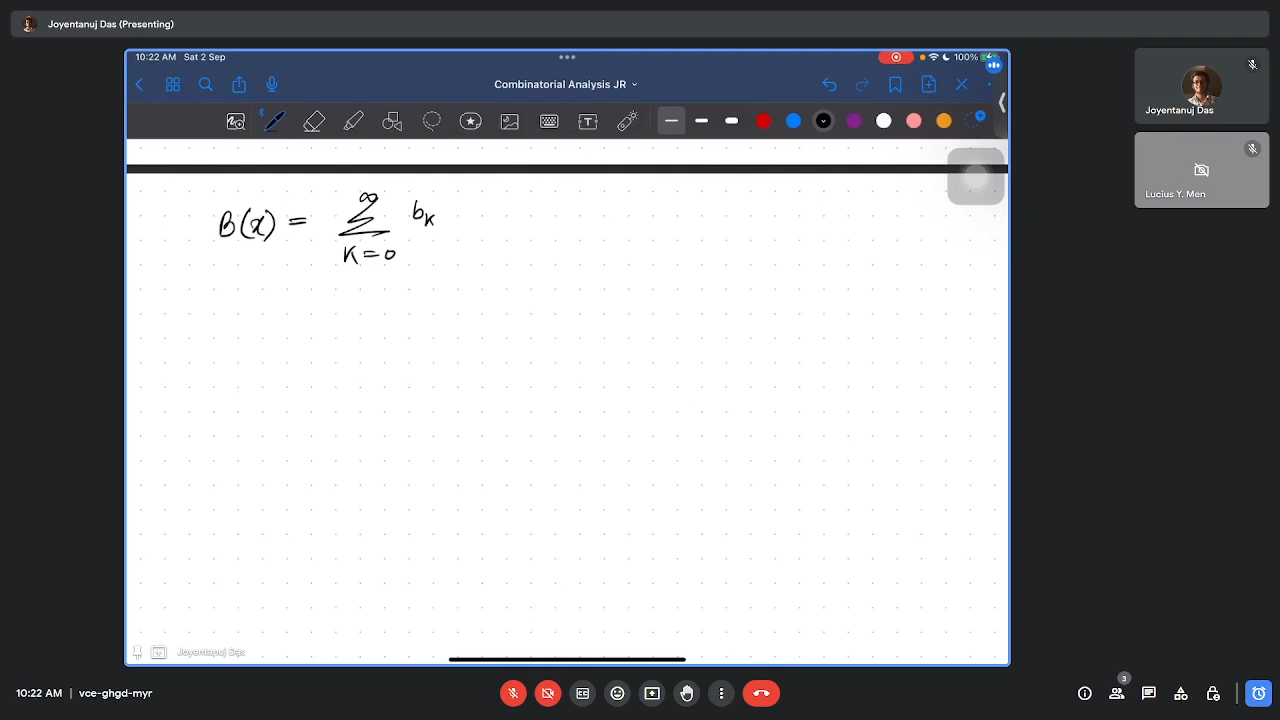 Joyentanuj Das (Presenting)
10:22 AM Sat 2 Sep
100%
Combinatorial Analysis JR
B(x) = ∑ b_k
∞
K=0
Joyentanuj Das
Lucius Y. Men
Joyentanuj Das
10:22 AM | vce-ghgd-myr
3